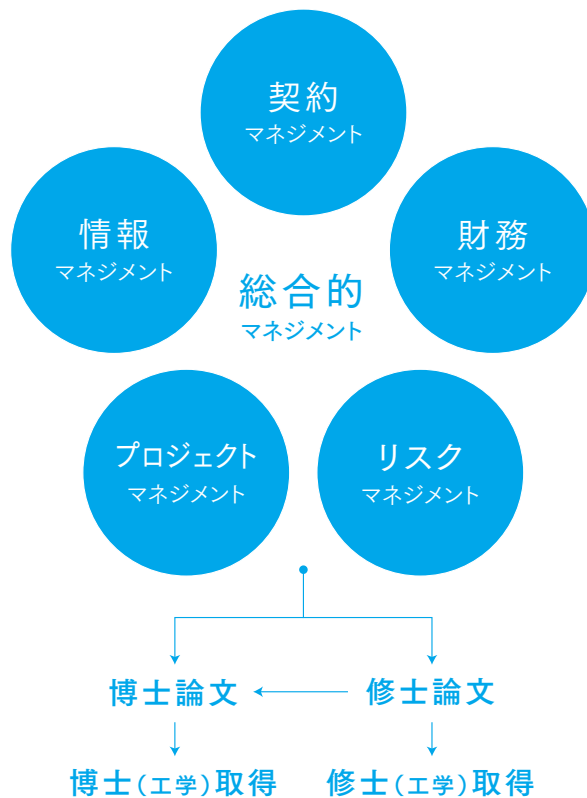 契約
マネジメント
情報
マネジメント
財務
マネジメント
総合的
マネジメント
プロジェクト
マネジメント
リスク
マネジメント
博士論文
修士論文
博士(工学)取得
修士(工学)取得